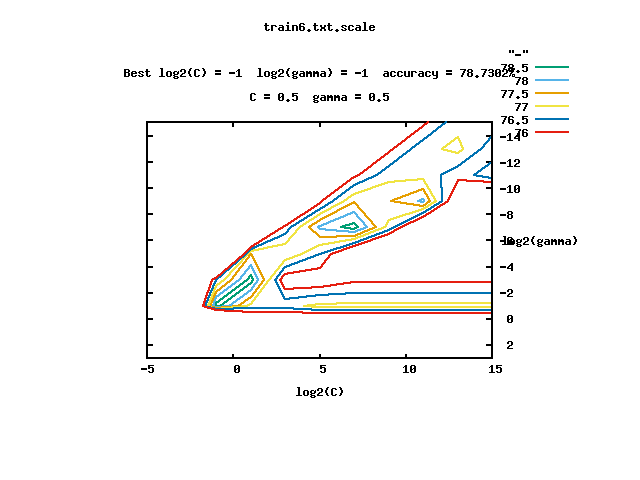 train6.txt.scale
"-"
Best log2(C) = -1  log2(gamma) = -1  accuracy = 78.7302%
78.5
78
C = 0.5  gamma = 0.5
77.5
77
76.5
76
-14
-12
-10
-8
-6
log2(gamma)
-4
-2
0
2
-5 0 5 10 15
log2(C)